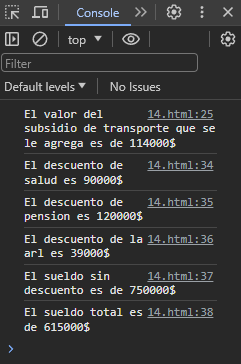 Console
top
Filter
Default levels No Issues
El valor del 14.html:25
subsidio de transporte que se
le agrega es de 114000$
El descuento de 14.html:34
salud es 90000$
El descuento de 14.html:35
pension es 120000$
El descuento de la 14.html:36
arl es 39000$
El sueldo sin 14.html:37
descuento es de 750000$
El sueldo total es 14.html:38
de 615000$